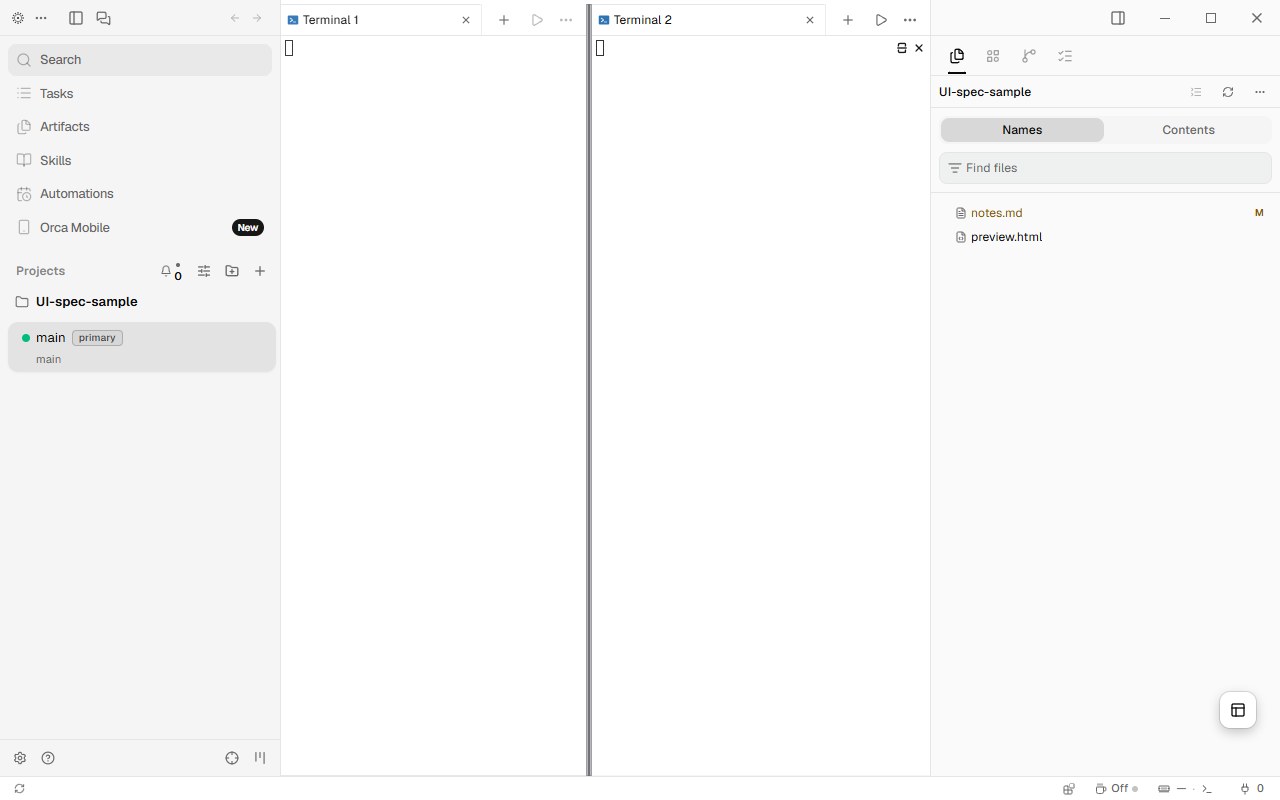 Terminal 1
Terminal 2
Search
Tasks
Artifacts
Skills
Automations
Orca Mobile
New
Projects
0
UI-spec-sample
main
primary
main
UI-spec-sample
Names
Contents
Find files
notes.md
M
preview.html
Off
0